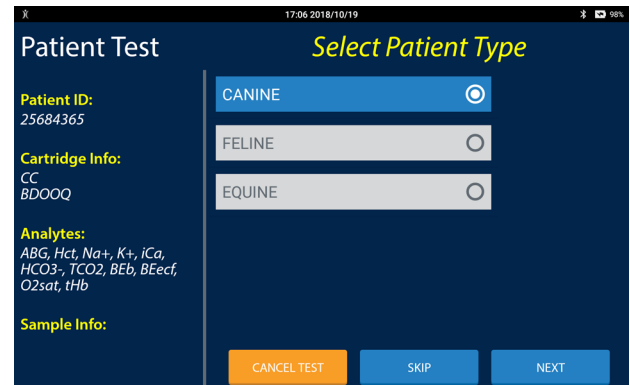 17:06 2018/10/19
98%
Patient Test
Select Patient Type
Patient ID:
25684365
Cartridge Info:
CC
BDOOQ
Analytes:
ABG, Hct, Na+, K+, iCa,
HCO3-, TCO2, BEb, BEecf,
O2sat, tHb
Sample Info:
CANINE
FELINE
EQUINE
CANCEL TEST
SKIP
NEXT